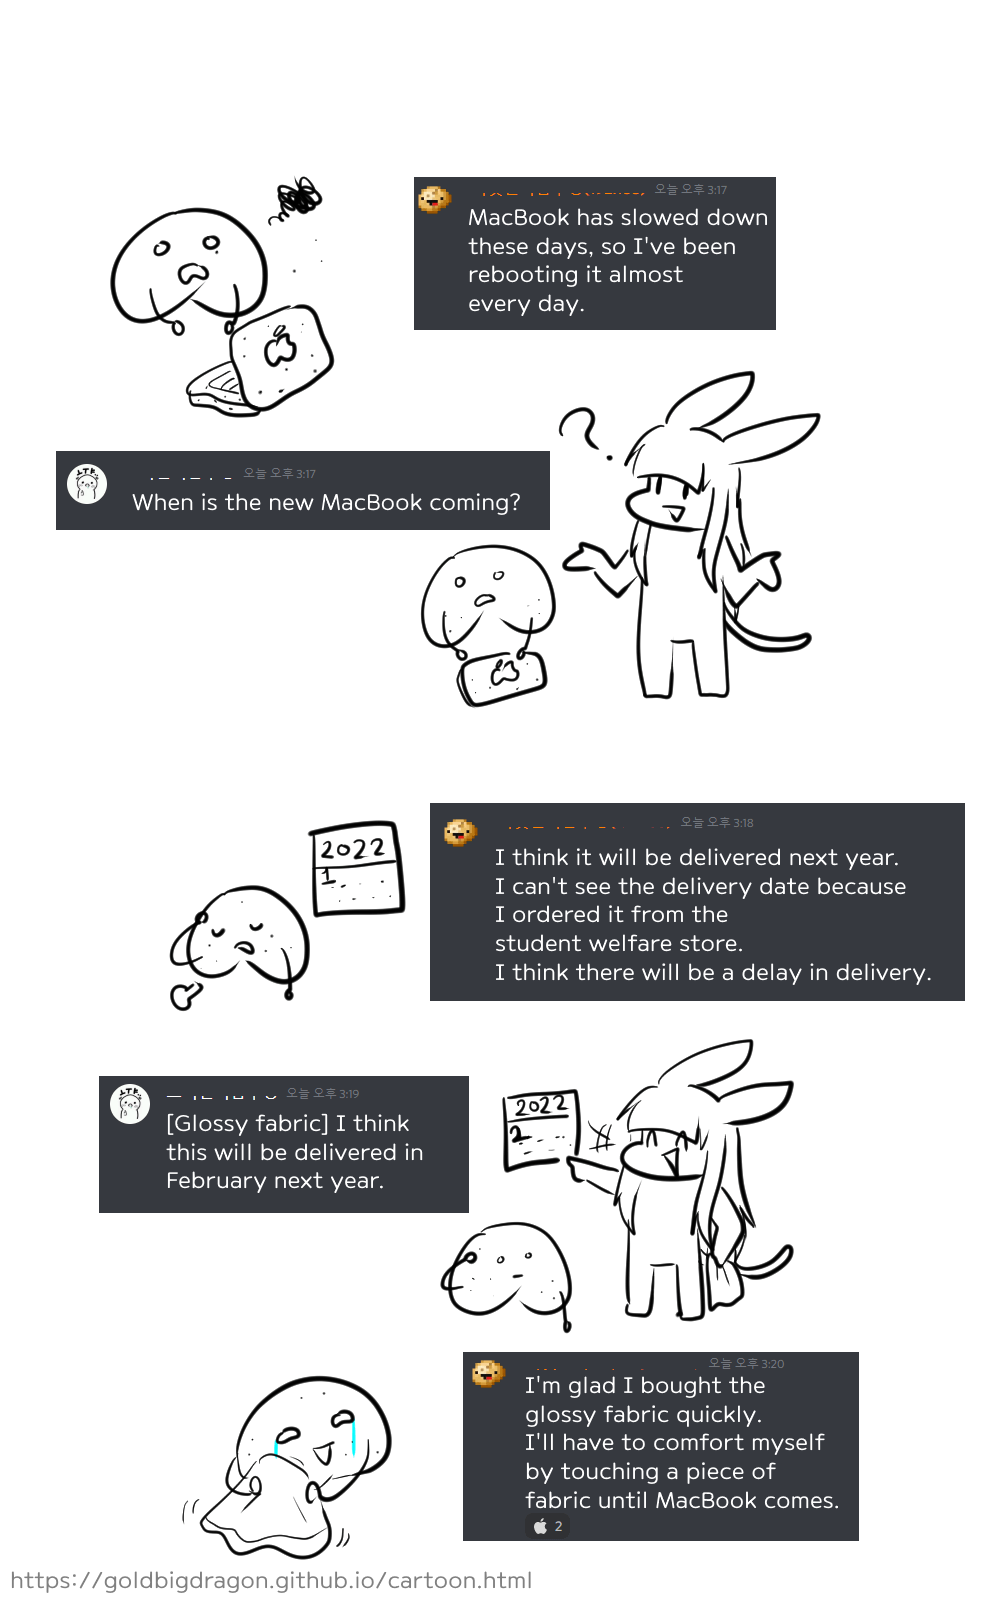 오늘 오후 3:17
MacBook has slowed down
these days, so I've been
rebooting it almost
every day.
오늘 오후 3:17
When is the new MacBook coming?
2022
1
오늘 오후 3:18
I think it will be delivered next year.
I can't see the delivery date because
I ordered it from the
student welfare store.
I think there will be a delay in delivery.
오늘 오후 3:19
[Glossy fabric] I think
this will be delivered in
February next year.
2022
2
오늘 오후 3:20
I'm glad I bought the
glossy fabric quickly.
I'll have to comfort myself
by touching a piece of
fabric until MacBook comes.
2
https://goldbigdragon.github.io/cartoon.html